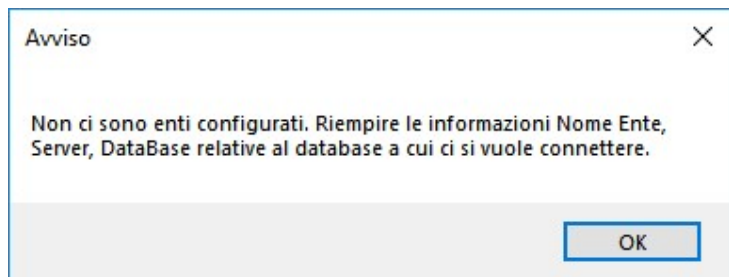 Avviso
Non ci sono enti configurati. Riempire le informazioni Nome Ente,
Server, DataBase relative al database a cui ci si vuole connettere.
OK